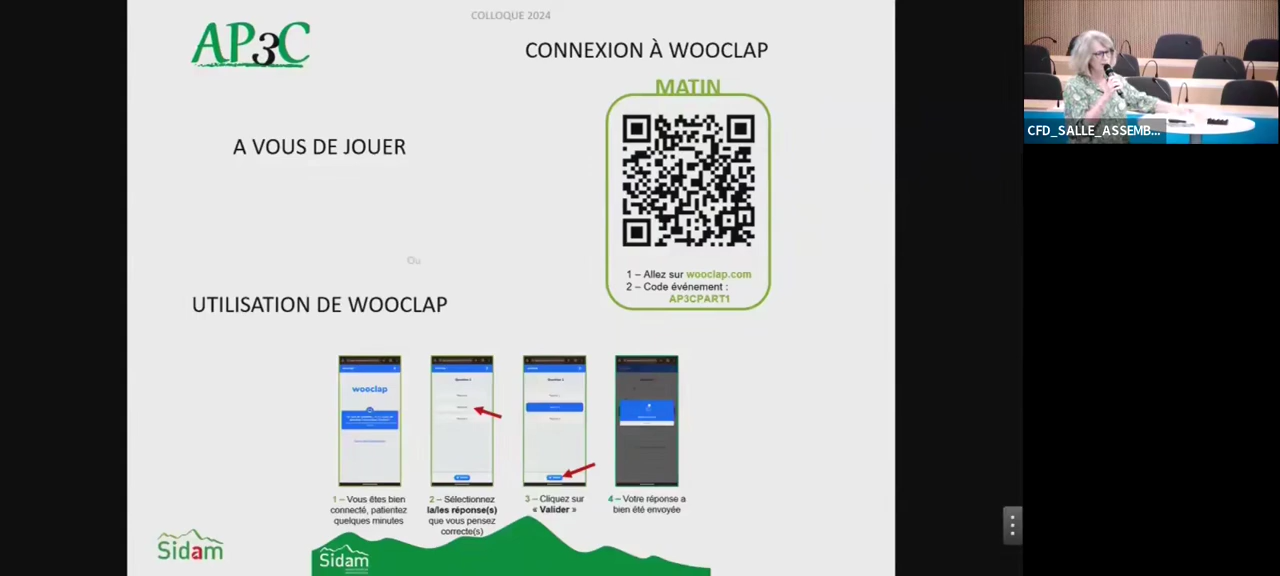 COLLOQUE 2024
AP3C
CONNEXION À WOOCLAP
MATIN
A VOUS DE JOUER
1 – Allez sur wooclap.com
2 – Code événement :
AP3CPART1
Ou
UTILISATION DE WOOCLAP
wooclap
1 – Vous êtes bien
connecté, patientez
quelques minutes
2 – Sélectionnez
la/les réponse(s)
que vous pensez
correcte(s)
3 – Cliquez sur
« Valider »
4 – Votre réponse a
bien été envoyée
Sidam
Sidam
CFD_SALLE_ASSEMB...